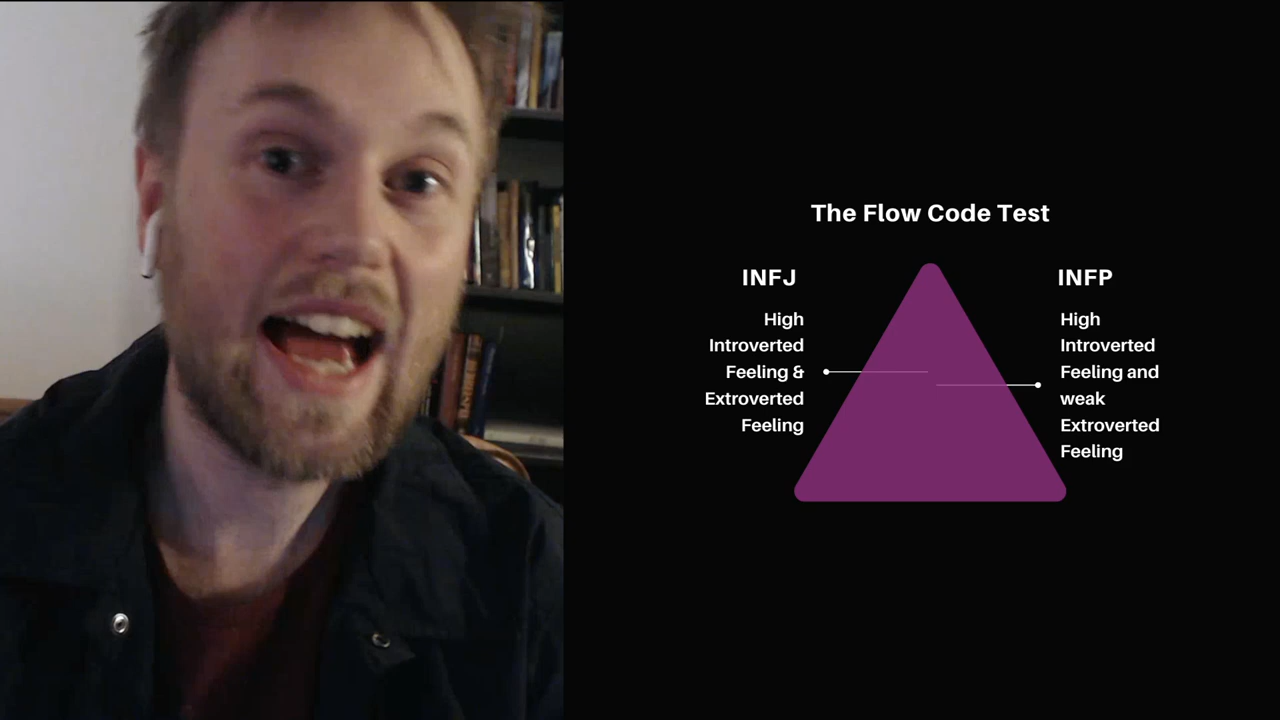 The Flow Code Test
INFJ
High
Introverted
Feeling &
Extroverted
Feeling
INFP
High
Introverted
Feeling and
weak
Extroverted
Feeling